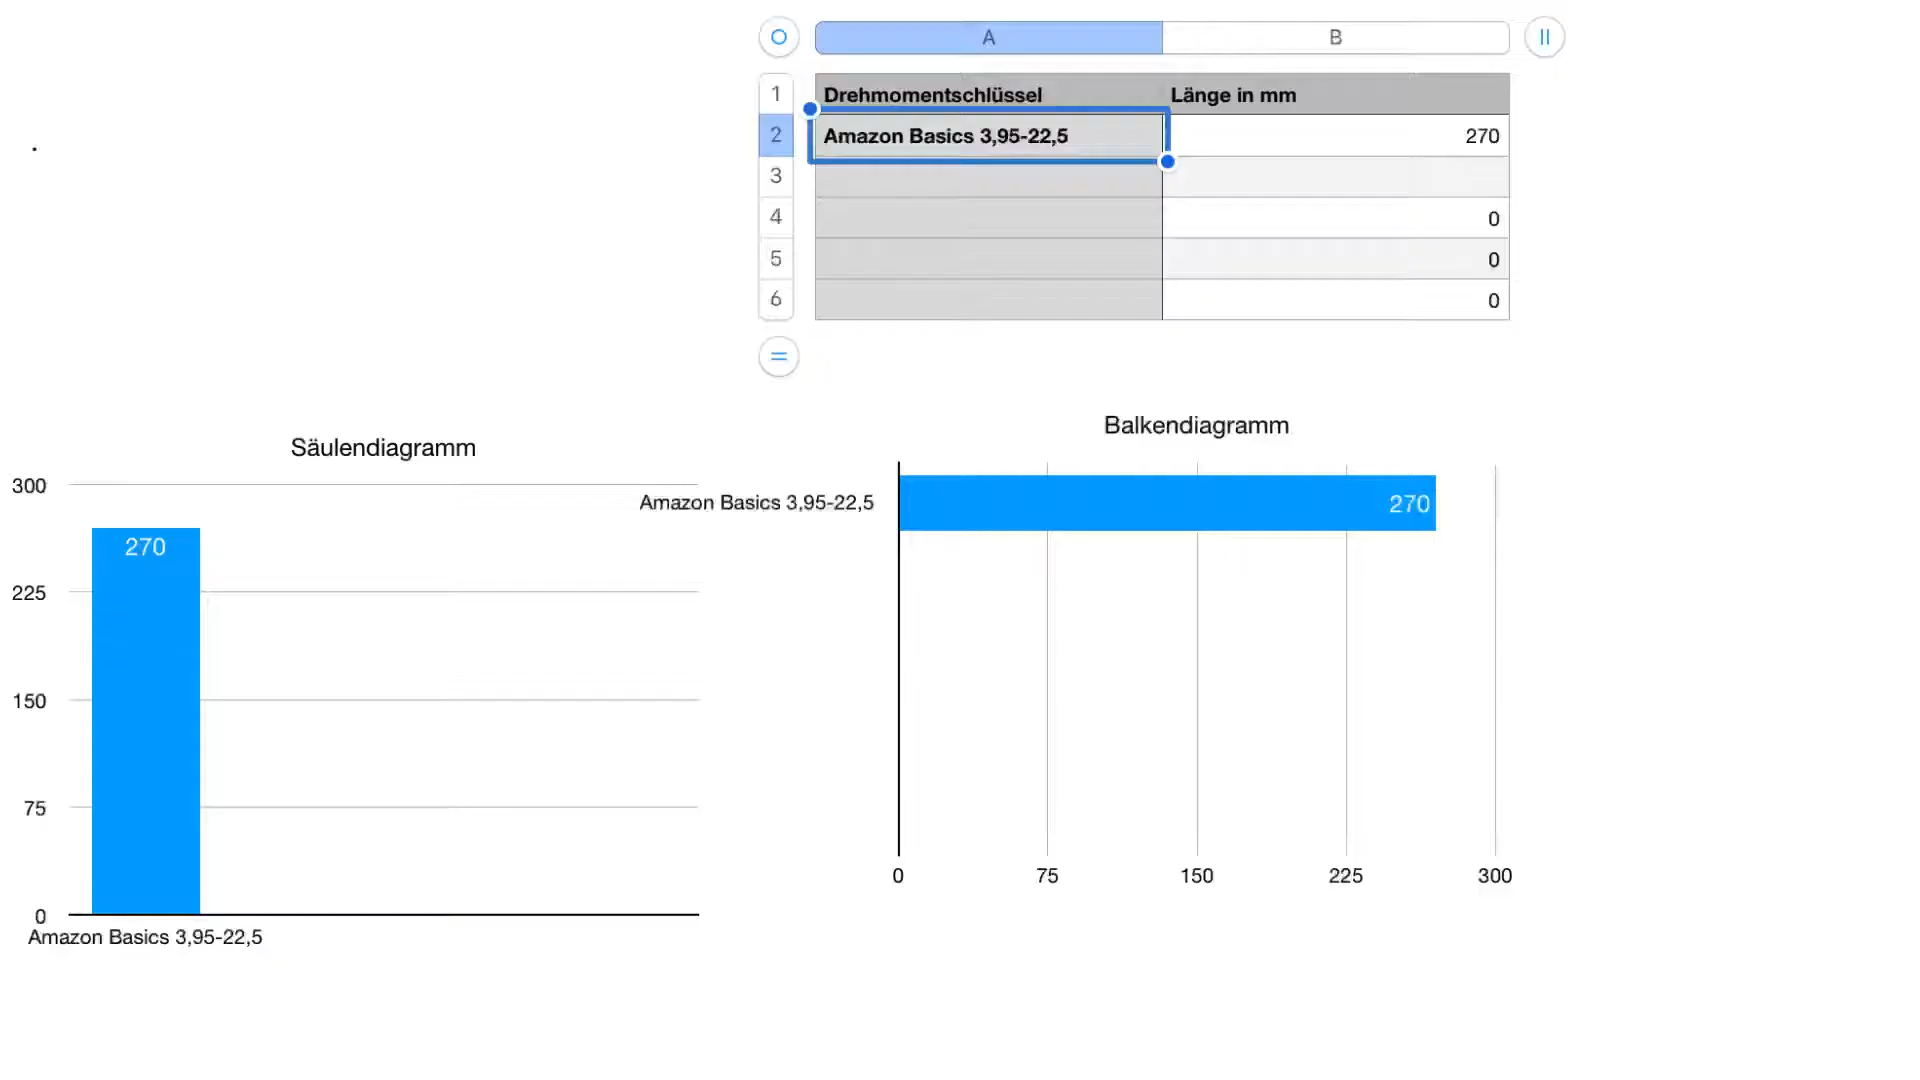 A B
1 Drehmomentschlüssel Länge in mm
2 Amazon Basics 3,95-22,5 270
3
4 0
5 0
6 0
Säulendiagramm
300
225
150
75
0
270
Amazon Basics 3,95-22,5
Balkendiagramm
Amazon Basics 3,95-22,5 270
0 75 150 225 300